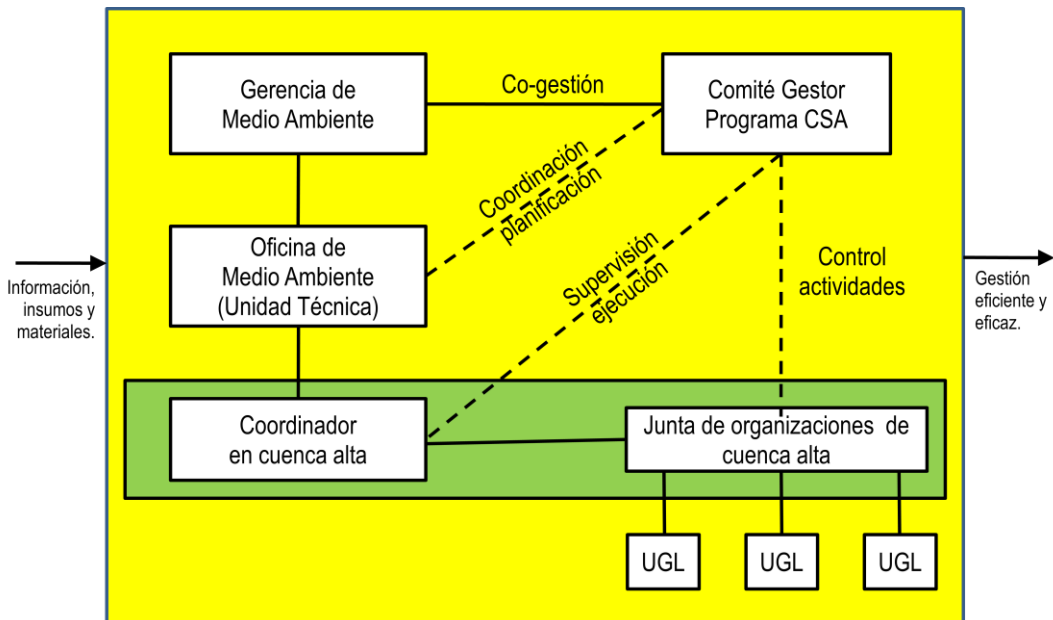 Gerencia de
Medio Ambiente
Co-gestión
Comité Gestor
Programa CSA
Coordinación
planificación
Oficina de
Medio Ambiente
(Unidad Técnica)
Supervisión
ejecución
Control
actividades
Información,
insumos y
materiales.
Gestión
eficiente y
eficaz.
Coordinador
en cuenca alta
Junta de organizaciones de
cuenca alta
UGL
UGL
UGL